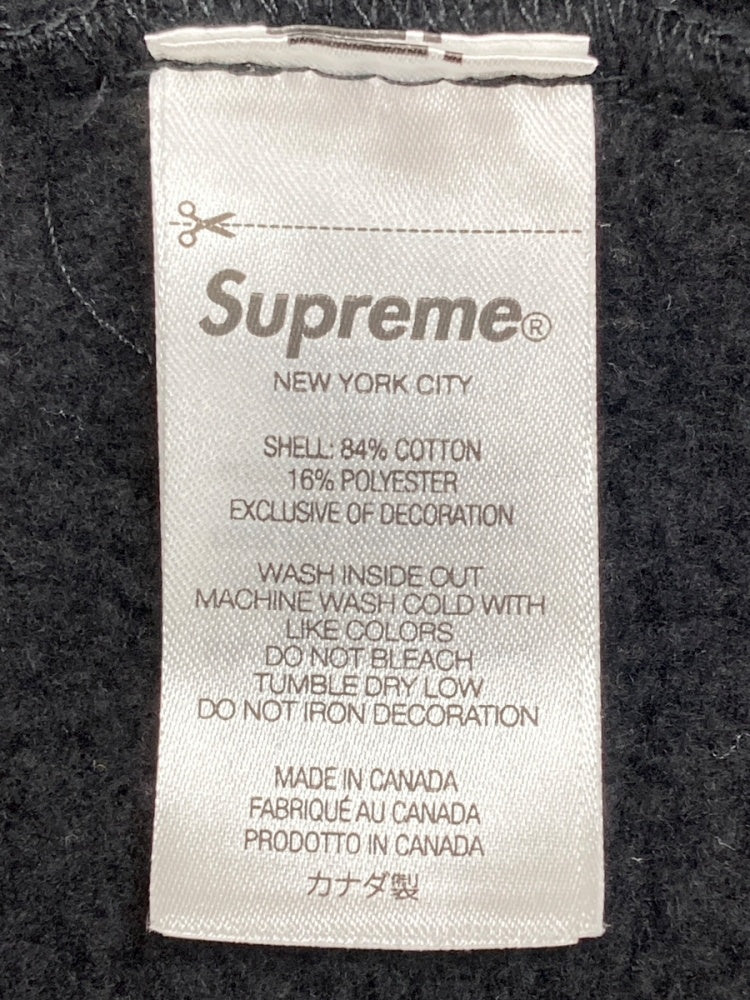 Supreme®
NEW YORK CITY
SHELL: 84% COTTON
16% POLYESTER
EXCLUSIVE OF DECORATION
WASH INSIDE OUT
MACHINE WASH COLD WITH
LIKE COLORS
DO NOT BLEACH
TUMBLE DRY LOW
DO NOT IRON DECORATION
MADE IN CANADA
FABRIQUÉ AU CANADA
PRODOTTO IN CANADA
カナダ製